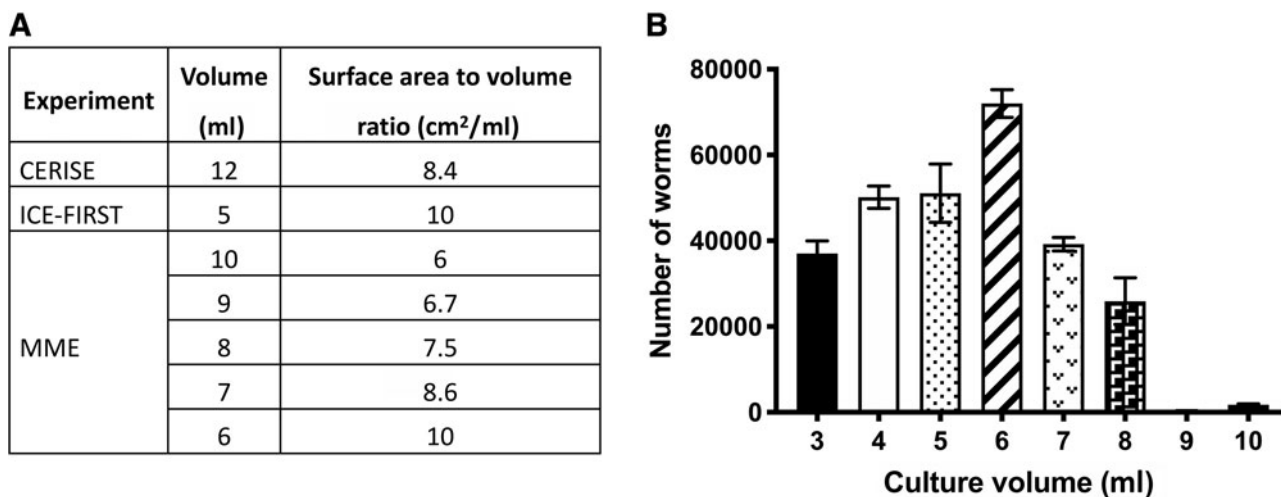 A
Experiment Volume (ml) Surface area to volume ratio (cm²/ml)
CERISE 12 8.4
ICE-FIRST 5 10
MME 10 6
9 6.7
8 7.5
7 8.6
6 10
B
Number of worms
80000
60000
40000
20000
0
3 4 5 6 7 8 9 10
Culture volume (ml)